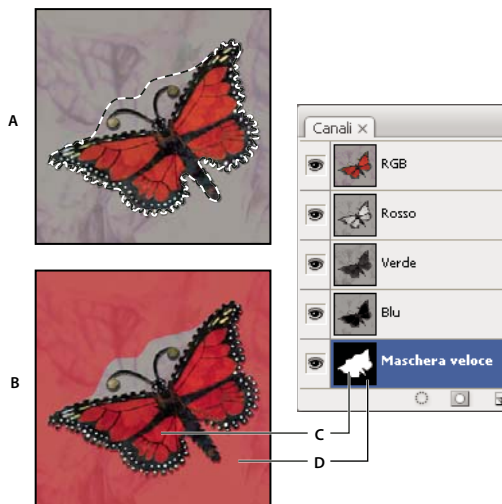 A
Canali ×
RGB
Rosso
Verde
Blu
Maschera veloce
B
C
D